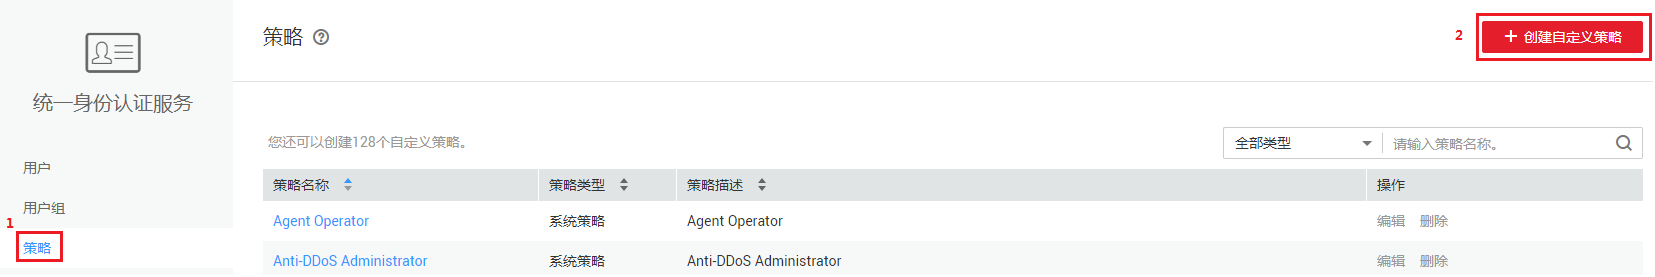 统一身份认证服务
用户
用户组
1
策略
策略 ?
2
+ 创建自定义策略
您还可以创建128个自定义策略。
全部类型 请输入策略名称。
策略名称 策略类型 策略描述 操作
Agent Operator 系统策略 Agent Operator 编辑 删除
Anti-DDoS Administrator 系统策略 Anti-DDoS Administrator 编辑 删除